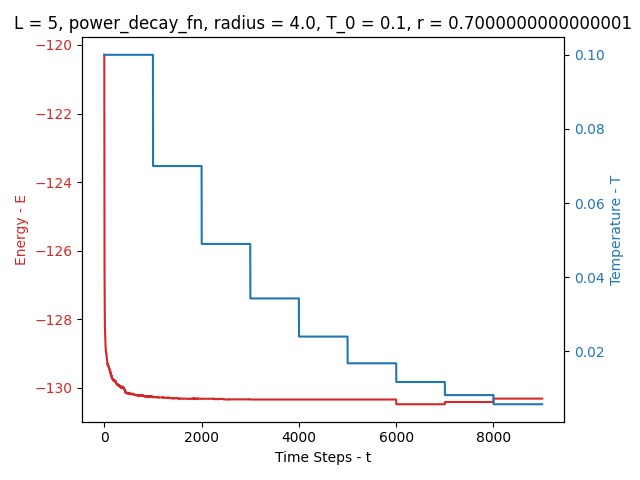 L = 5, power_decay_fn, radius = 4.0, T_0 = 0.1, r = 0.7000000000000001
−120
−122
−124
−126
−128
−130
Energy - E
0.10
0.08
0.06
0.04
0.02
Temperature - T
0 2000 4000 6000 8000
Time Steps - t